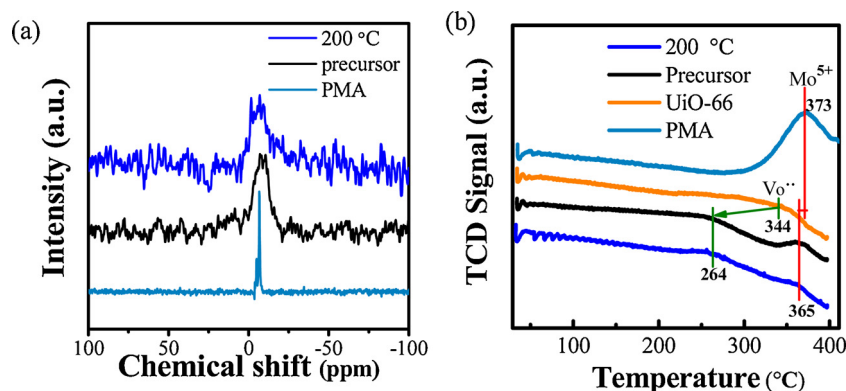 (a)
200 °C
precursor
PMA
Intensity (a.u.)
100 50 0 -50 -100
Chemical shift (ppm)
(b)
200 °C
Precursor
UiO-66
PMA
Mo5+
373
Vo··
344
264
365
TCD Signal (a.u.)
100 200 300 400
Temperature (°C)